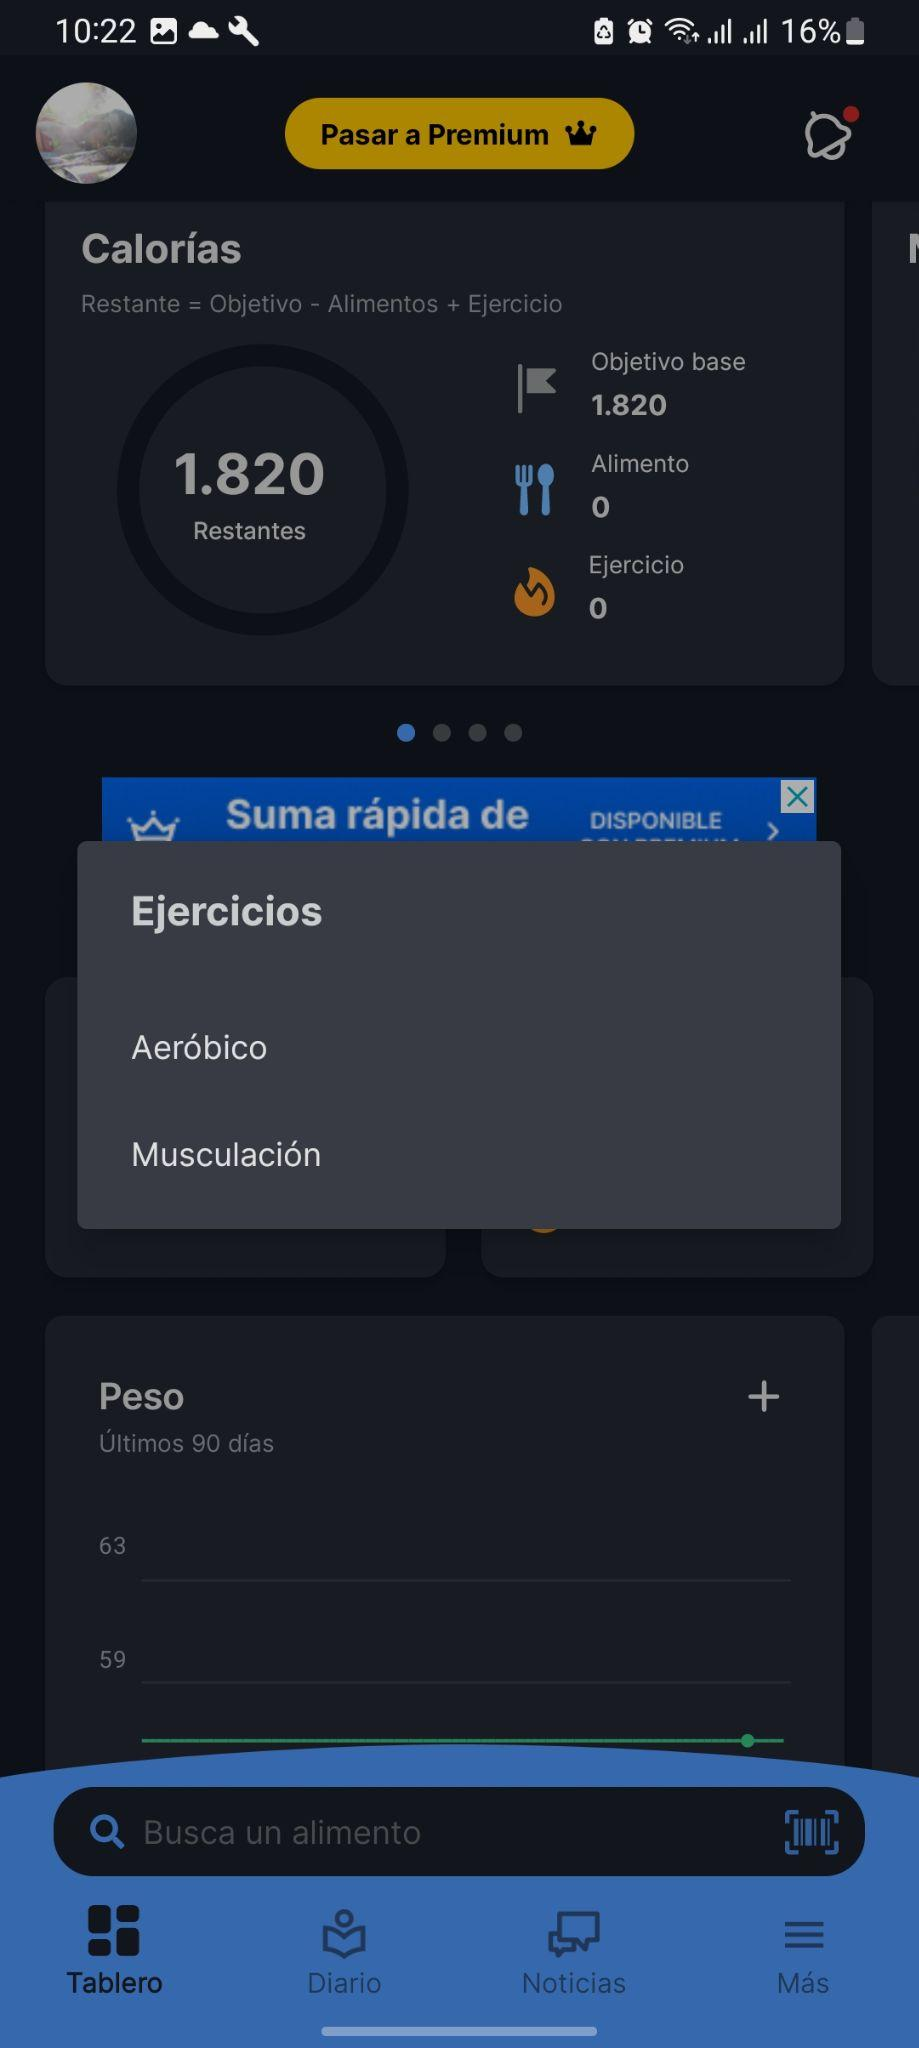 10:22
16%
Pasar a Premium
Calorías
Restante = Objetivo - Alimentos + Ejercicio
1.820
Restantes
Objetivo base
1.820
Alimento
0
Ejercicio
0
Suma rápida de
DISPONIBLE
Ejercicios
Aeróbico
Musculación
Peso
Últimos 90 días
63
59
Busca un alimento
Tablero
Diario
Noticias
Más